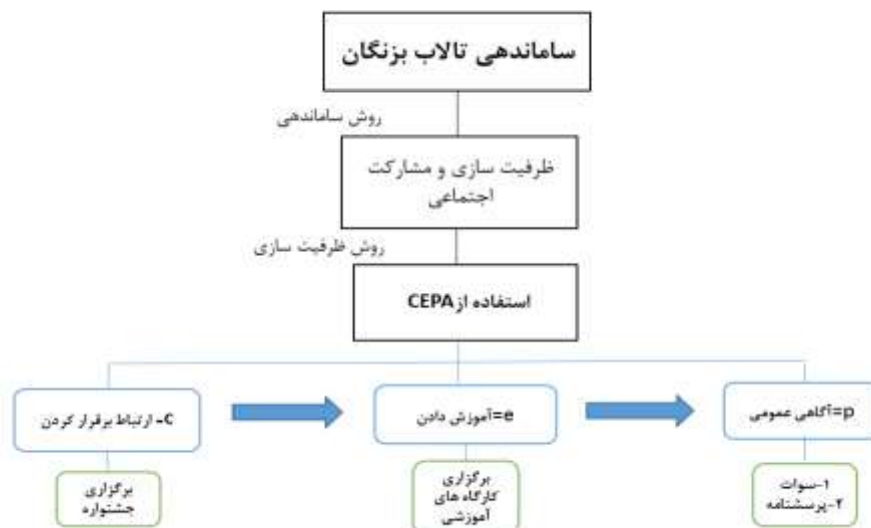 ساماندهی تالاب بزنگان
روش ساماندهی
ظرفیت سازی و مشارکت
اجتماعی
روش ظرفیت سازی
استفاده از CEPA
C- ارتباط برقرار کردن
e=آموزش دادن
p=آگاهی عمومی
برگزاری
جشنواره
برگزاری
کارگاه های
آموزشی
۱-سوات
۲-پرسشنامه